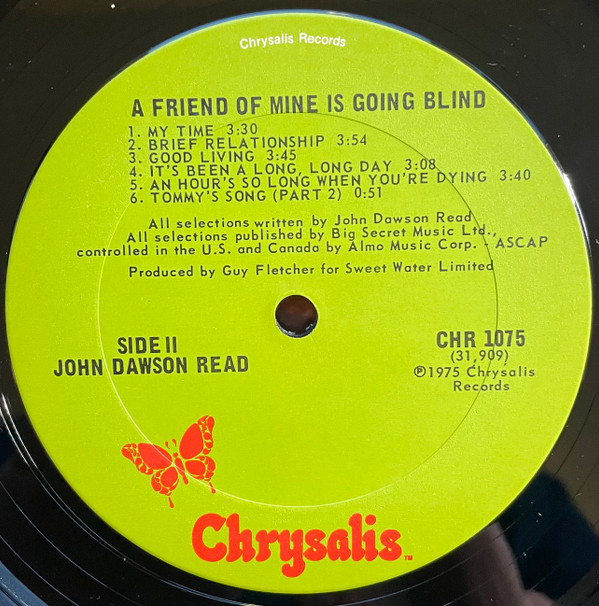 Chrysalis Records
A FRIEND OF MINE IS GOING BLIND
1. MY TIME 3:30
2. BRIEF RELATIONSHIP 3:54
3. GOOD LIVING 3:45
4. IT'S BEEN A LONG, LONG DAY 3:08
5. AN HOUR'S SO LONG WHEN YOU'RE DYING 3:40
6. TOMMY'S SONG (PART 2) 0:51
All selections written by John Dawson Read
All selections published by Big Secret Music Ltd.,
controlled in the U.S. and Canada by Almo Music Corp. - ASCAP
Produced by Guy Fletcher for Sweet Water Limited
SIDE II
JOHN DAWSON READ
CHR 1075
(31,909)
℗1975 Chrysalis
Records
Chrysalis™